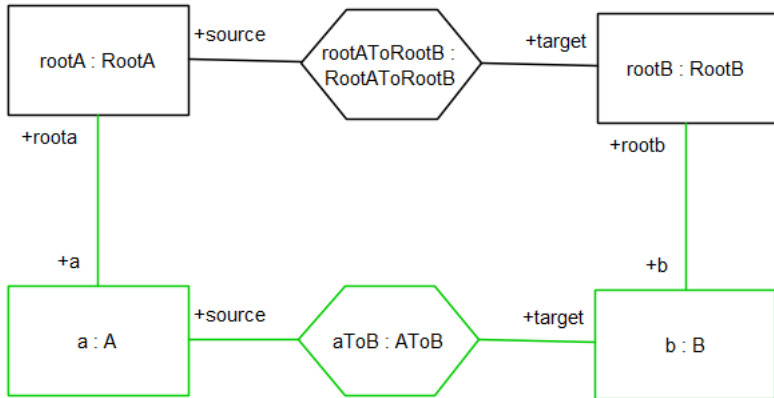 +source
rootA : RootA
rootAToRootB :
RootAToRootB
+target
rootB : RootB
+roota
+rootb
+a
+b
+source
a : A
aToB : AToB
+target
b : B